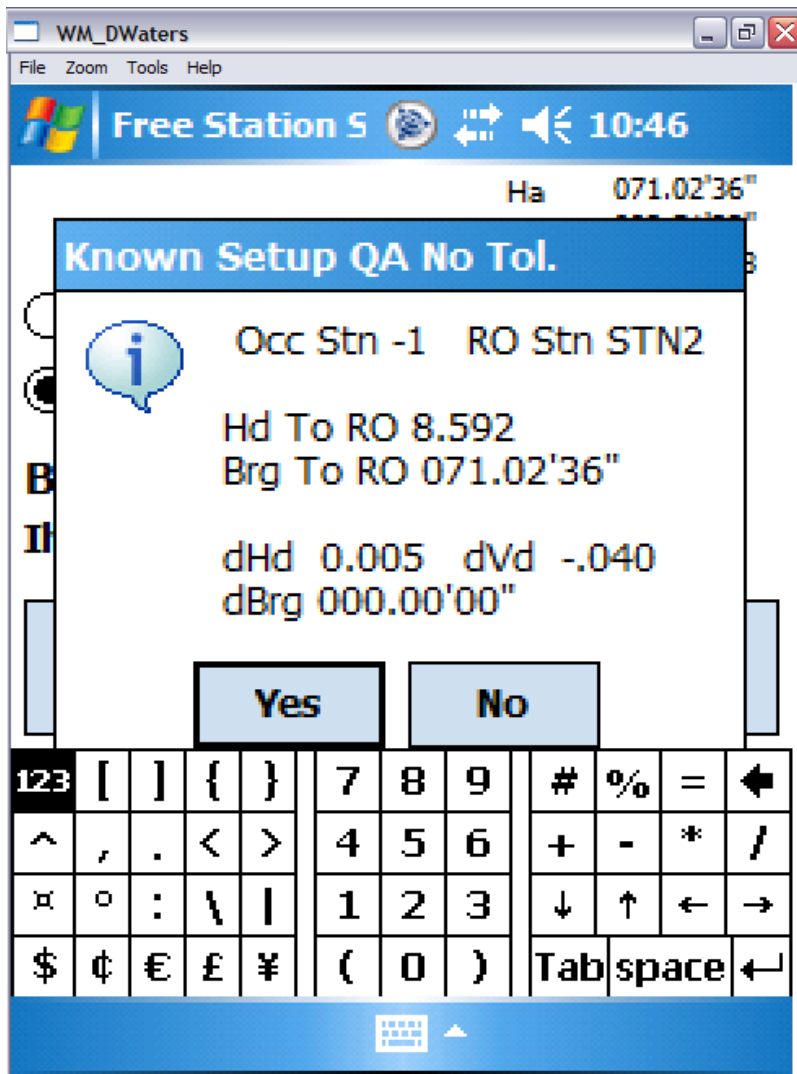 WM_DWaters
File Zoom Tools Help
Free Station S 10:46
Ha 071.02'36"
Known Setup QA No Tol.
Occ Stn -1 RO Stn STN2
Hd To RO 8.592
Brg To RO 071.02'36"
dHd 0.005 dVd -.040
dBrg 000.00'00"
Yes No
123 [ ] { } 7 8 9 # % = ←
^ , . < > 4 5 6 + - * /
¤ ° : \ | 1 2 3 ↓ ↑ ← →
$ ¢ € £ ¥ ( 0 ) Tab space ↵